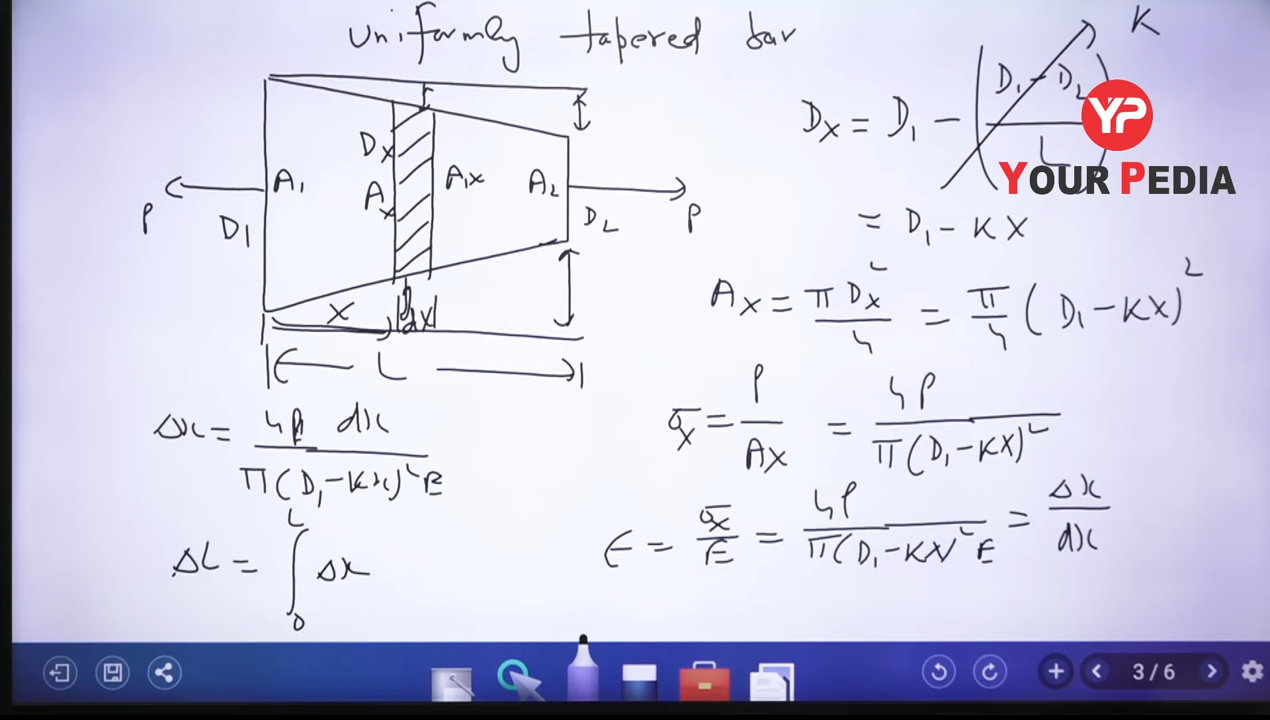 Uniformly tapered bar
K
Dx = D1 - (D1 - D2 / L)
YP
YOUR PEDIA
= D1 - Kx
Dx
A1
Ax
A1x
A2
P
D1
D2
P
x
dx
L
Ax = πDx² / 4 = π/4 (D1 - Kx)²
σx = P / Ax = 4P / π(D1 - Kx)²
Δx = 4P dx / π(D1 - Kx)² E
ϵ = σx / E = 4P / π(D1 - Kx)² E = Δx / dx
ΔL = ∫₀ᴸ Δx
3 / 6